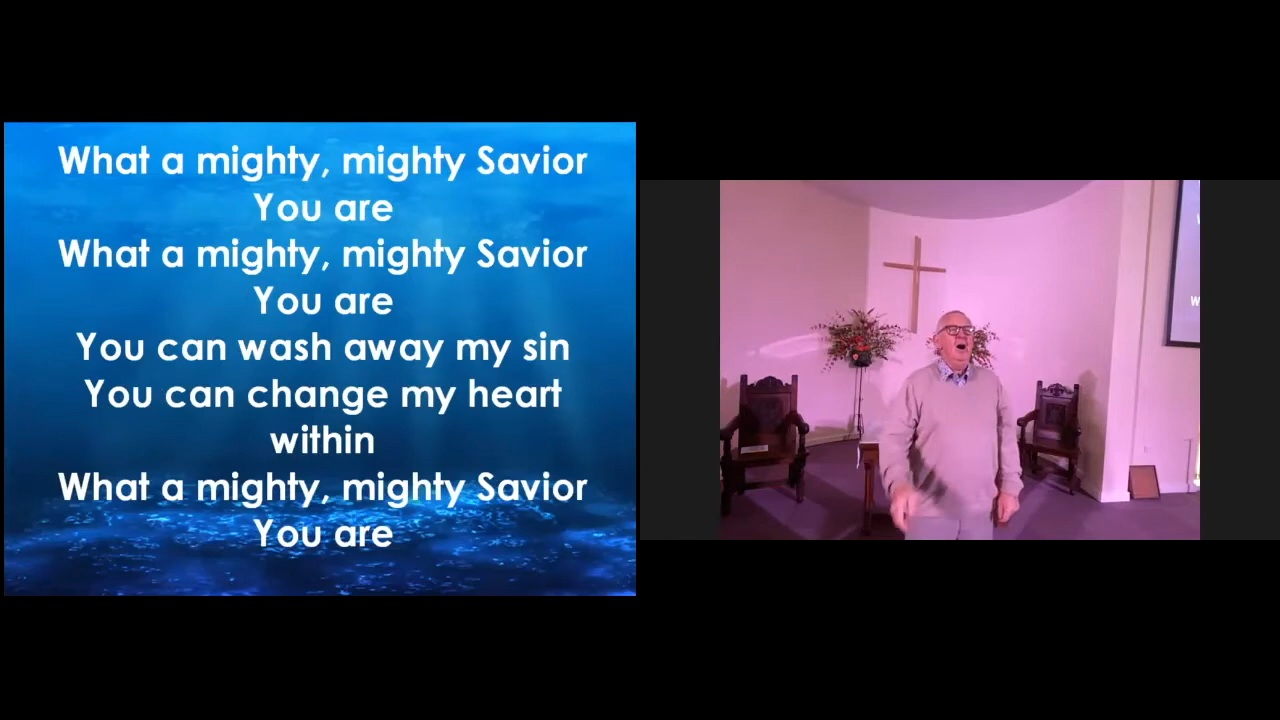 What a mighty, mighty Savior
You are
What a mighty, mighty Savior
You are
You can wash away my sin
You can change my heart
within
What a mighty, mighty Savior
You are
W